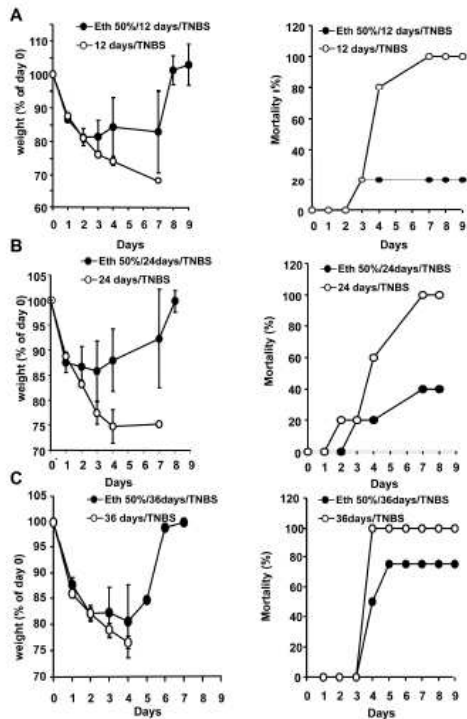 A
Eth 50%/12 days/TNBS
12 days/TNBS
weight (% of day 0)
110
100
90
80
70
60
0 1 2 3 4 5 6 7 8 9
Days
Eth 50%/12 days/TNBS
12 days/TNBS
Mortality (%)
120
100
80
60
40
20
0
0 1 2 3 4 5 6 7 8 9
Days
B
Eth 50%/24days/TNBS
24 days/TNBS
weight (% of day 0)
105
100
95
90
85
80
75
70
0 1 2 3 4 5 6 7 8 9
Days
Eth 50%/24days/TNBS
24 days/TNBS
Mortality (%)
120
100
80
60
40
20
0
0 1 2 3 4 5 6 7 8 9
Days
C
Eth 50%/36days/TNBS
36 days/TNBS
weight (% of day 0)
105
100
95
90
85
80
75
70
0 1 2 3 4 5 6 7 8 9
Days
Eth 50%/36days/TNBS
36days/TNBS
Mortality (%)
120
100
80
60
40
20
0
0 1 2 3 4 5 6 7 8 9
Days